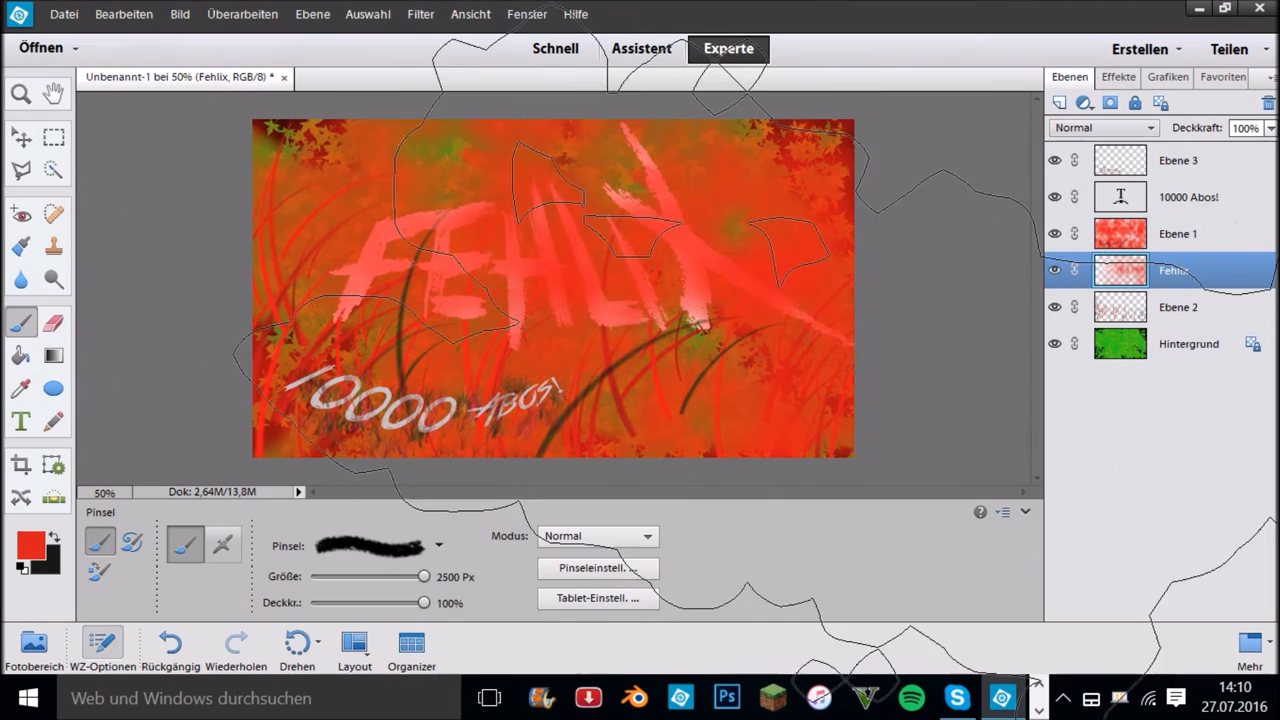 Datei Bearbeiten Bild Überarbeiten Ebene Auswahl Filter Ansicht Fenster Hilfe
Öffnen Schnell Assistent Experte Erstellen Teilen
Unbenannt-1 bei 50% (Fehlix, RGB/8) * ×
Ebenen Effekte Grafiken Favoriten
Normal Deckkraft: 100%
Ebene 3
10000 Abos!
Ebene 1
Fehlix
Ebene 2
Hintergrund
FEHLIX
10000 ABOS!
50% Dok: 2,64M/13,8M
Pinsel
Pinsel:
Größe: 2500 Px
Deckkr.: 100%
Modus: Normal
Pinseleinstell. ...
Tablet-Einstell. ...
Fotobereich WZ-Optionen Rückgängig Wiederholen Drehen Layout Organizer Mehr
Web und Windows durchsuchen
14:10
27.07.2016